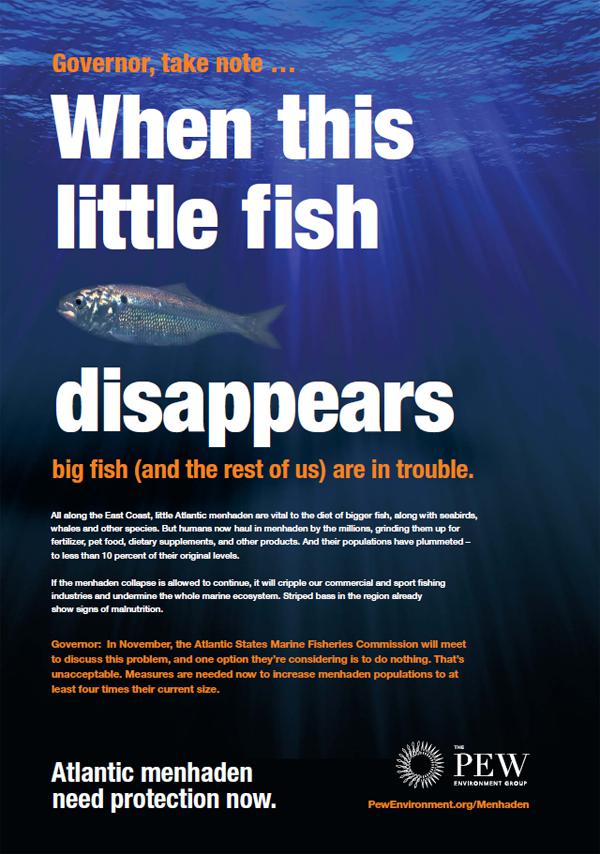 Governor, take note ...
When this
little fish
disappears
big fish (and the rest of us) are in trouble.
All along the East Coast, little Atlantic menhaden are vital to the diet of bigger fish, along with seabirds,
whales and other species. But humans now haul in menhaden by the millions, grinding them up for
fertilizer, pet food, dietary supplements, and other products. And their populations have plummeted –
to less than 10 percent of their original levels.
If the menhaden collapse is allowed to continue, it will cripple our commercial and sport fishing
industries and undermine the whole marine ecosystem. Striped bass in the region already
show signs of malnutrition.
Governor: In November, the Atlantic States Marine Fisheries Commission will meet
to discuss this problem, and one option they're considering is to do nothing. That's
unacceptable. Measures are needed now to increase menhaden populations to at
least four times their current size.
Atlantic menhaden
need protection now.
THE
PEW
ENVIRONMENT GROUP
PewEnvironment.org/Menhaden